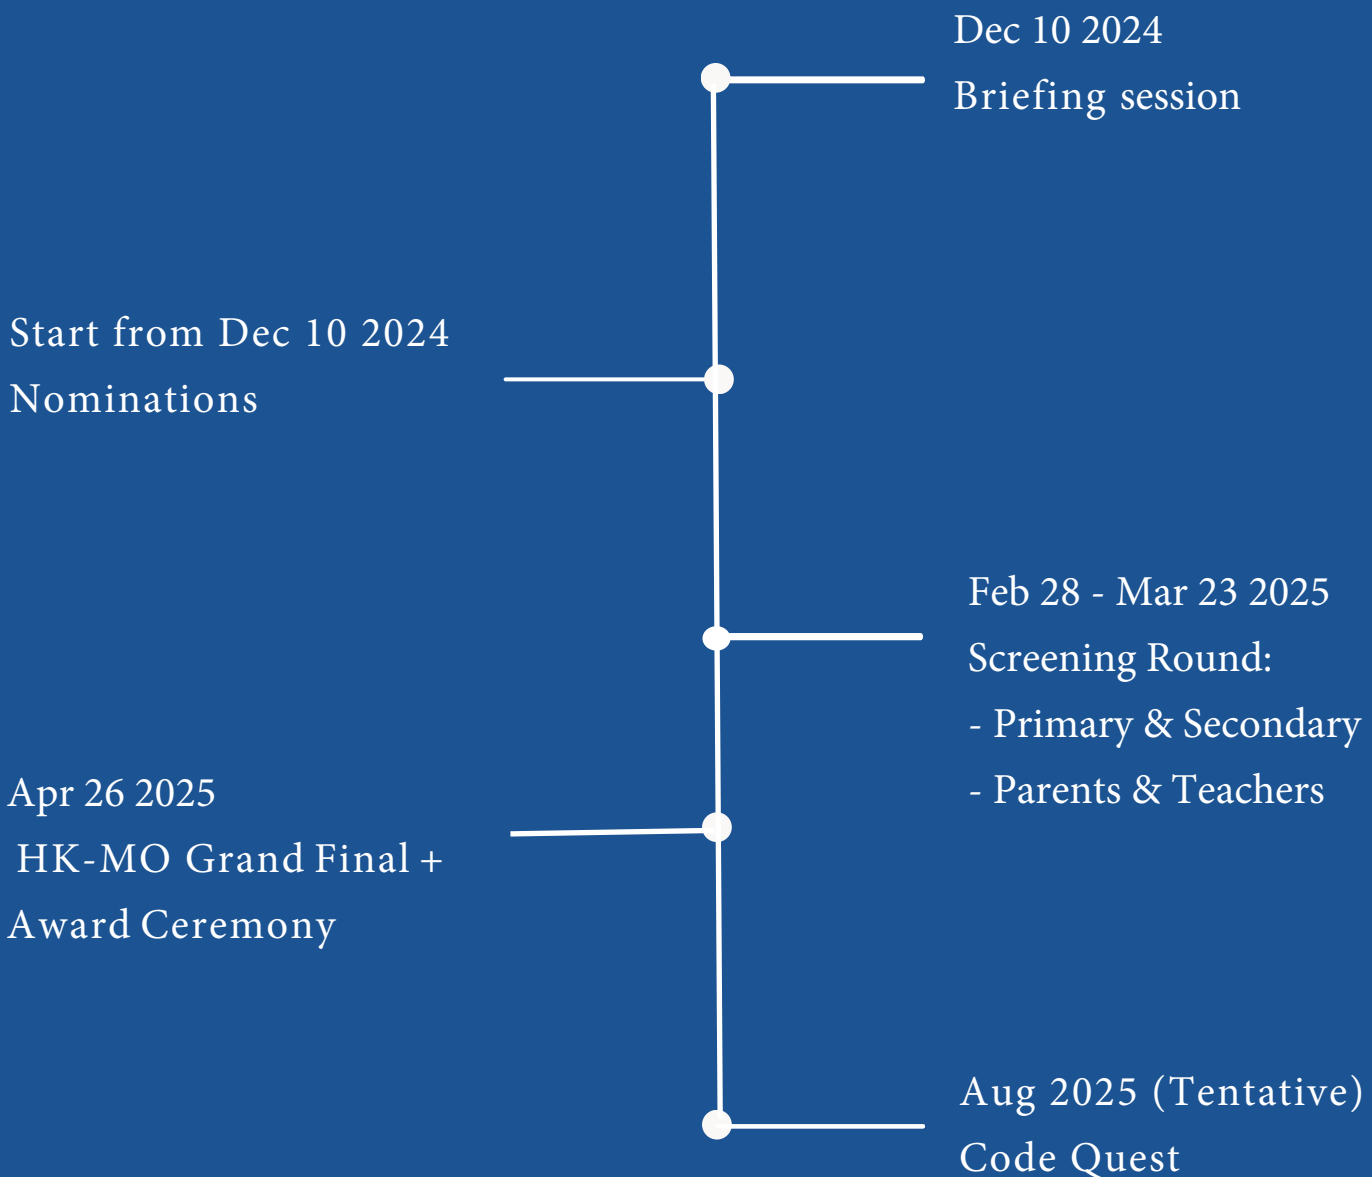 Dec 10 2024
Briefing session
Start from Dec 10 2024
Nominations
Feb 28 - Mar 23 2025
Screening Round:
- Primary & Secondary
- Parents & Teachers
Apr 26 2025
HK-MO Grand Final +
Award Ceremony
Aug 2025 (Tentative)
Code Quest